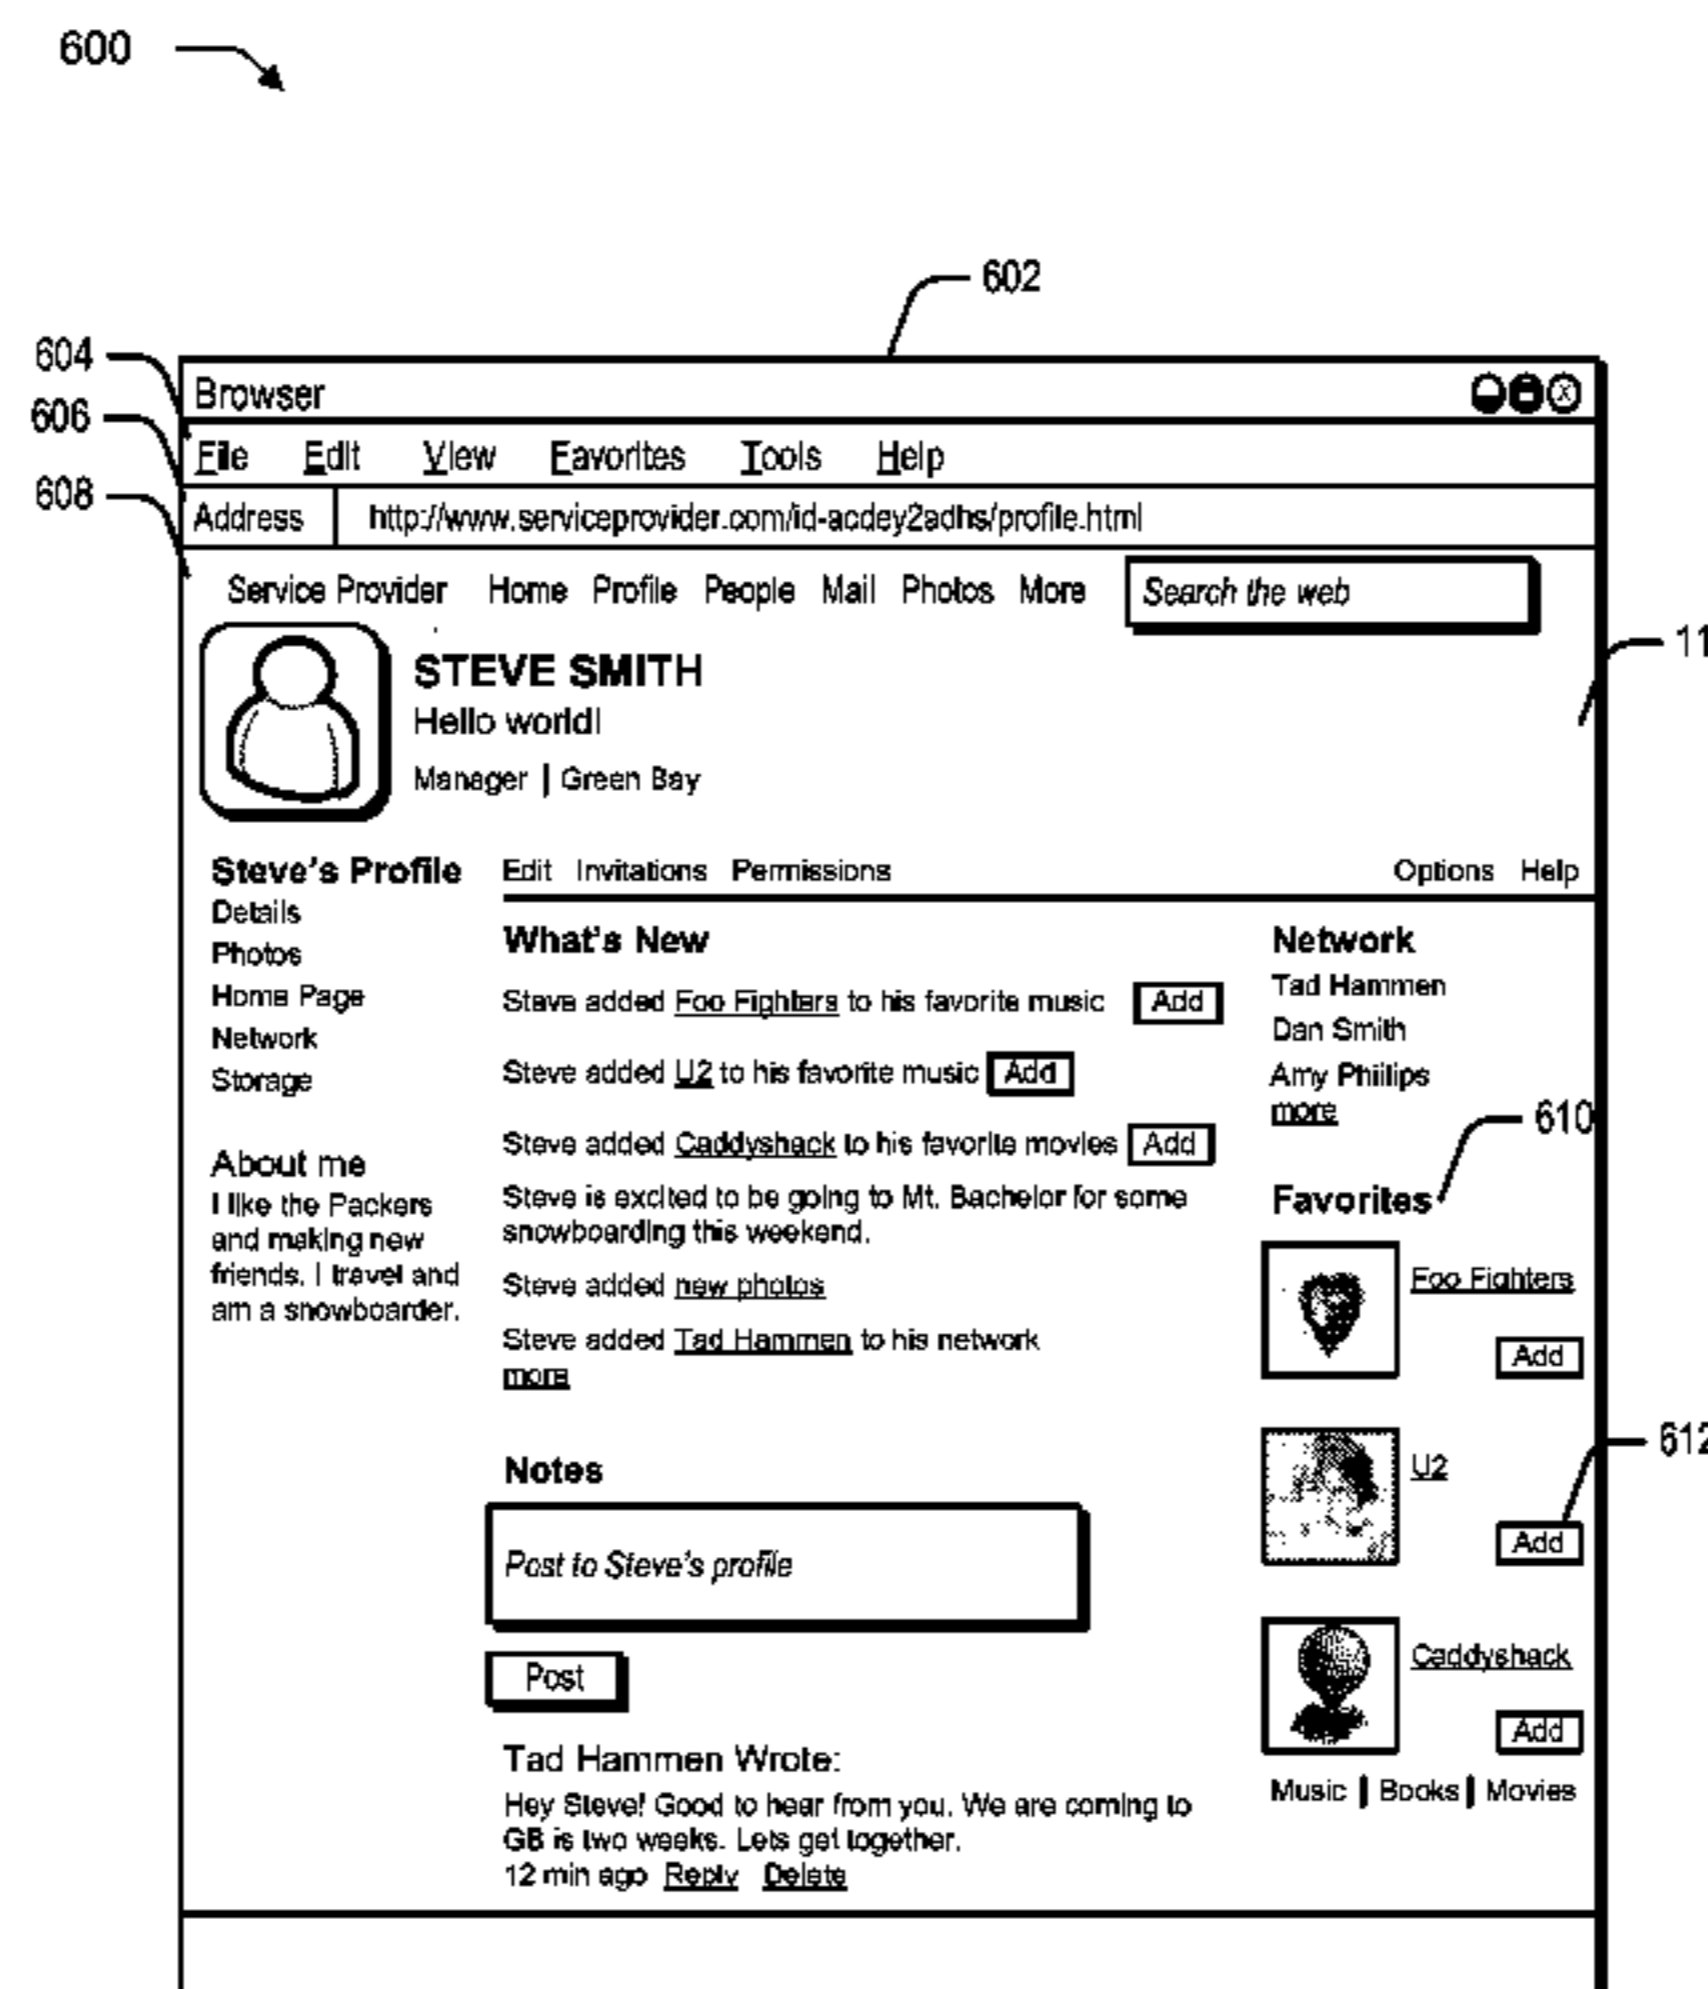 600
602
604
Browser
x
606
File Edit View Favorites Tools Help
608
Address http://www.serviceprovider.com/id-acdey2adhs/profile.html
Service Provider Home Profile People Mail Photos More Search the web
11
STEVE SMITH
Hello world!
Manager | Green Bay
Steve's Profile
Details
Photos
Home Page
Network
Storage
About me
I like the Packers
and making new
friends. I travel and
am a snowboarder.
Edit Invitations Permissions Options Help
What's New
Steve added Foo Fighters to his favorite music Add
Steve added U2 to his favorite music Add
Steve added Caddyshack to his favorite movies Add
Steve is excited to be going to Mt. Bachelor for some
snowboarding this weekend.
Steve added new photos
Steve added Tad Hammen to his network
more
Notes
Post to Steve's profile
Post
Tad Hammen Wrote:
Hey Steve! Good to hear from you. We are coming to
GB is two weeks. Lets get together.
12 min ago Reply Delete
Network
Tad Hammen
Dan Smith
Amy Phillips
more
610
Favorites
Foo Fighters
Add
612
U2
Add
Caddyshack
Add
Music | Books | Movies